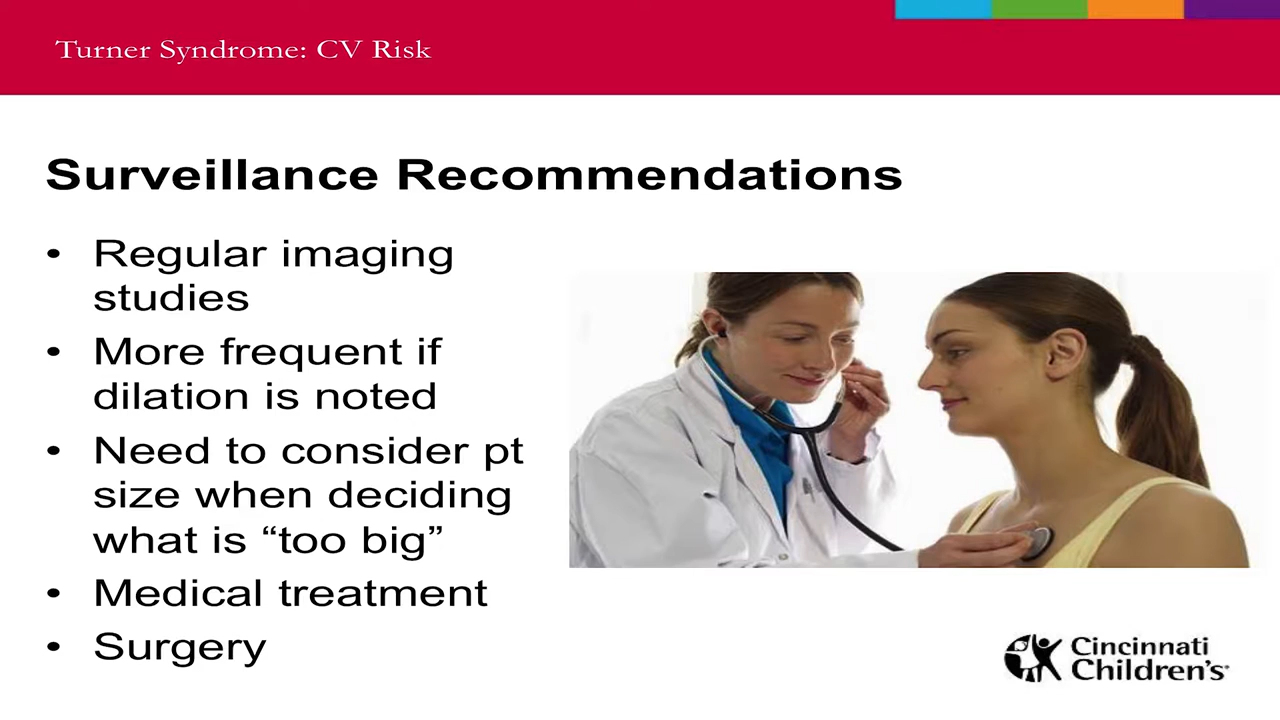 Turner Syndrome: CV Risk
Surveillance Recommendations
• Regular imaging
studies
• More frequent if
dilation is noted
• Need to consider pt
size when deciding
what is “too big”
• Medical treatment
• Surgery
Cincinnati
Children's